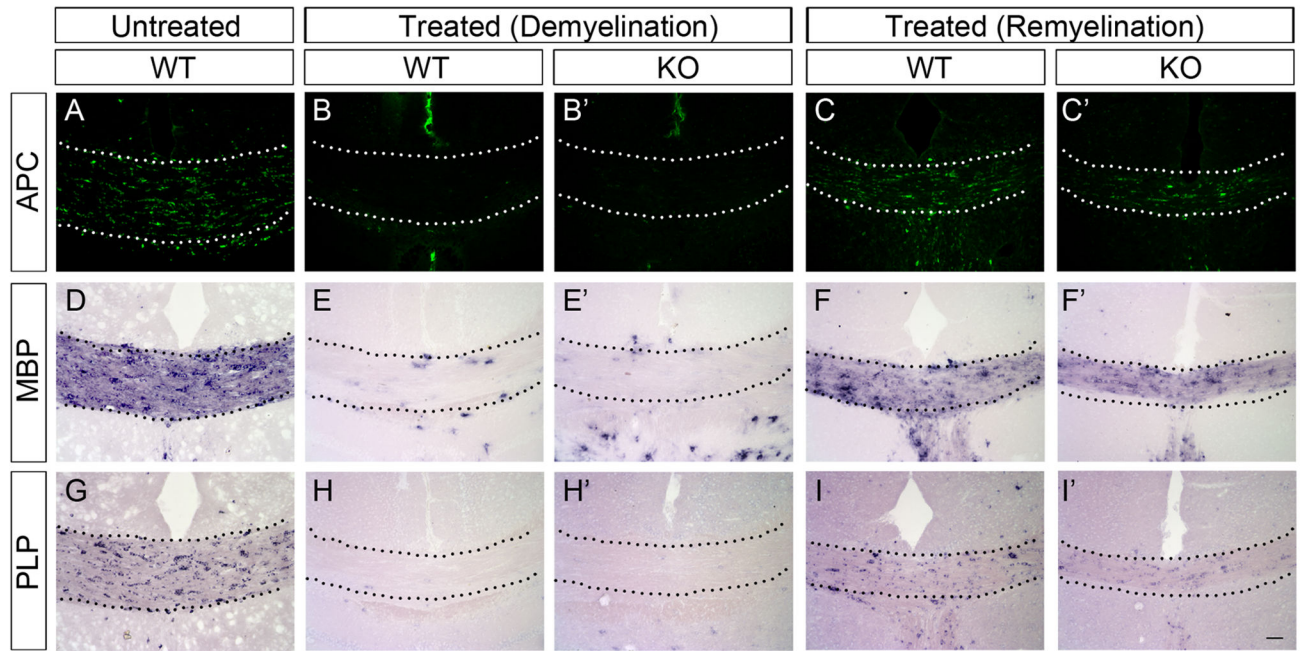 Untreated Treated (Demyelination) Treated (Remyelination)
WT WT KO WT KO
APC
A B B’ C C’
MBP
D E E’ F F’
PLP
G H H’ I I’